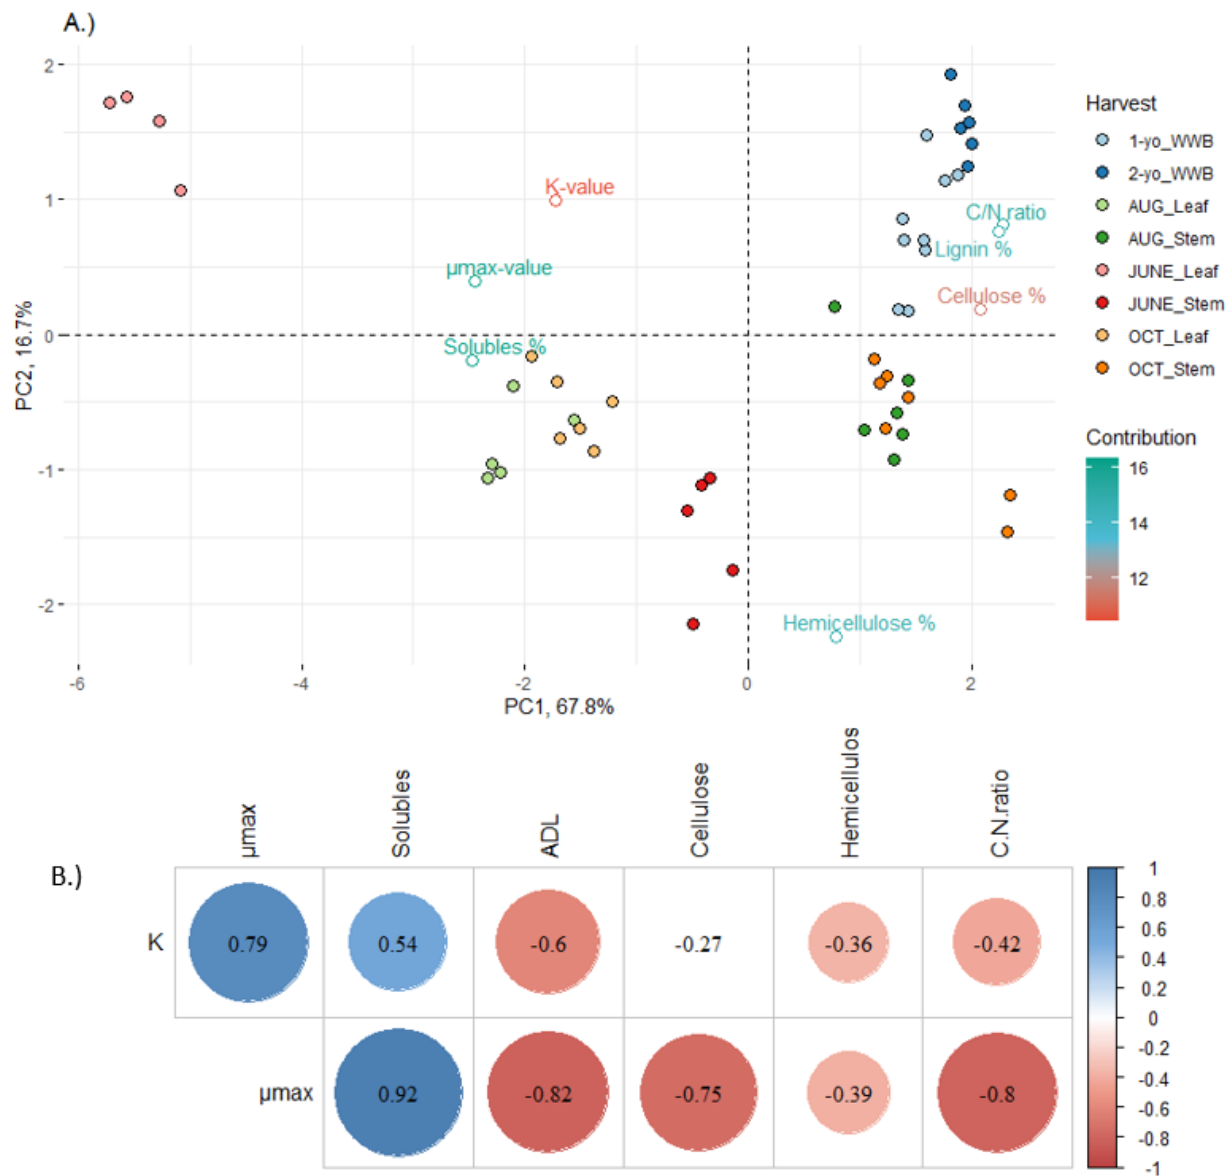 A.)
2
1
0
-1
-2
PC2, 16.7%
K-value
µmax-value
Solubles %
C/N ratio
Lignin %
Cellulose %
Hemicellulose %
-6
-4
-2
0
2
PC1, 67.8%
Harvest
1-yo_WWB
2-yo_WWB
AUG_Leaf
AUG_Stem
JUNE_Leaf
JUNE_Stem
OCT_Leaf
OCT_Stem
Contribution
16
14
12
B.)
µmax
Solubles
ADL
Cellulose
Hemicellulos
C.N.ratio
K
0.79
0.54
-0.6
-0.27
-0.36
-0.42
µmax
0.92
-0.82
-0.75
-0.39
-0.8
1
0.8
0.6
0.4
0.2
0
-0.2
-0.4
-0.6
-0.8
-1